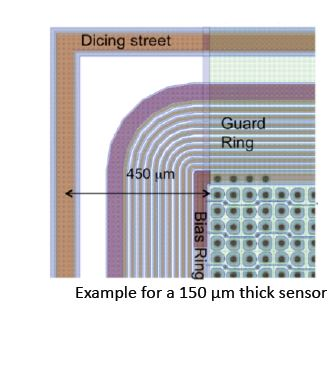 Dicing street
Guard
Ring
450 μm
Bias Ring
Example for a 150 μm thick sensor